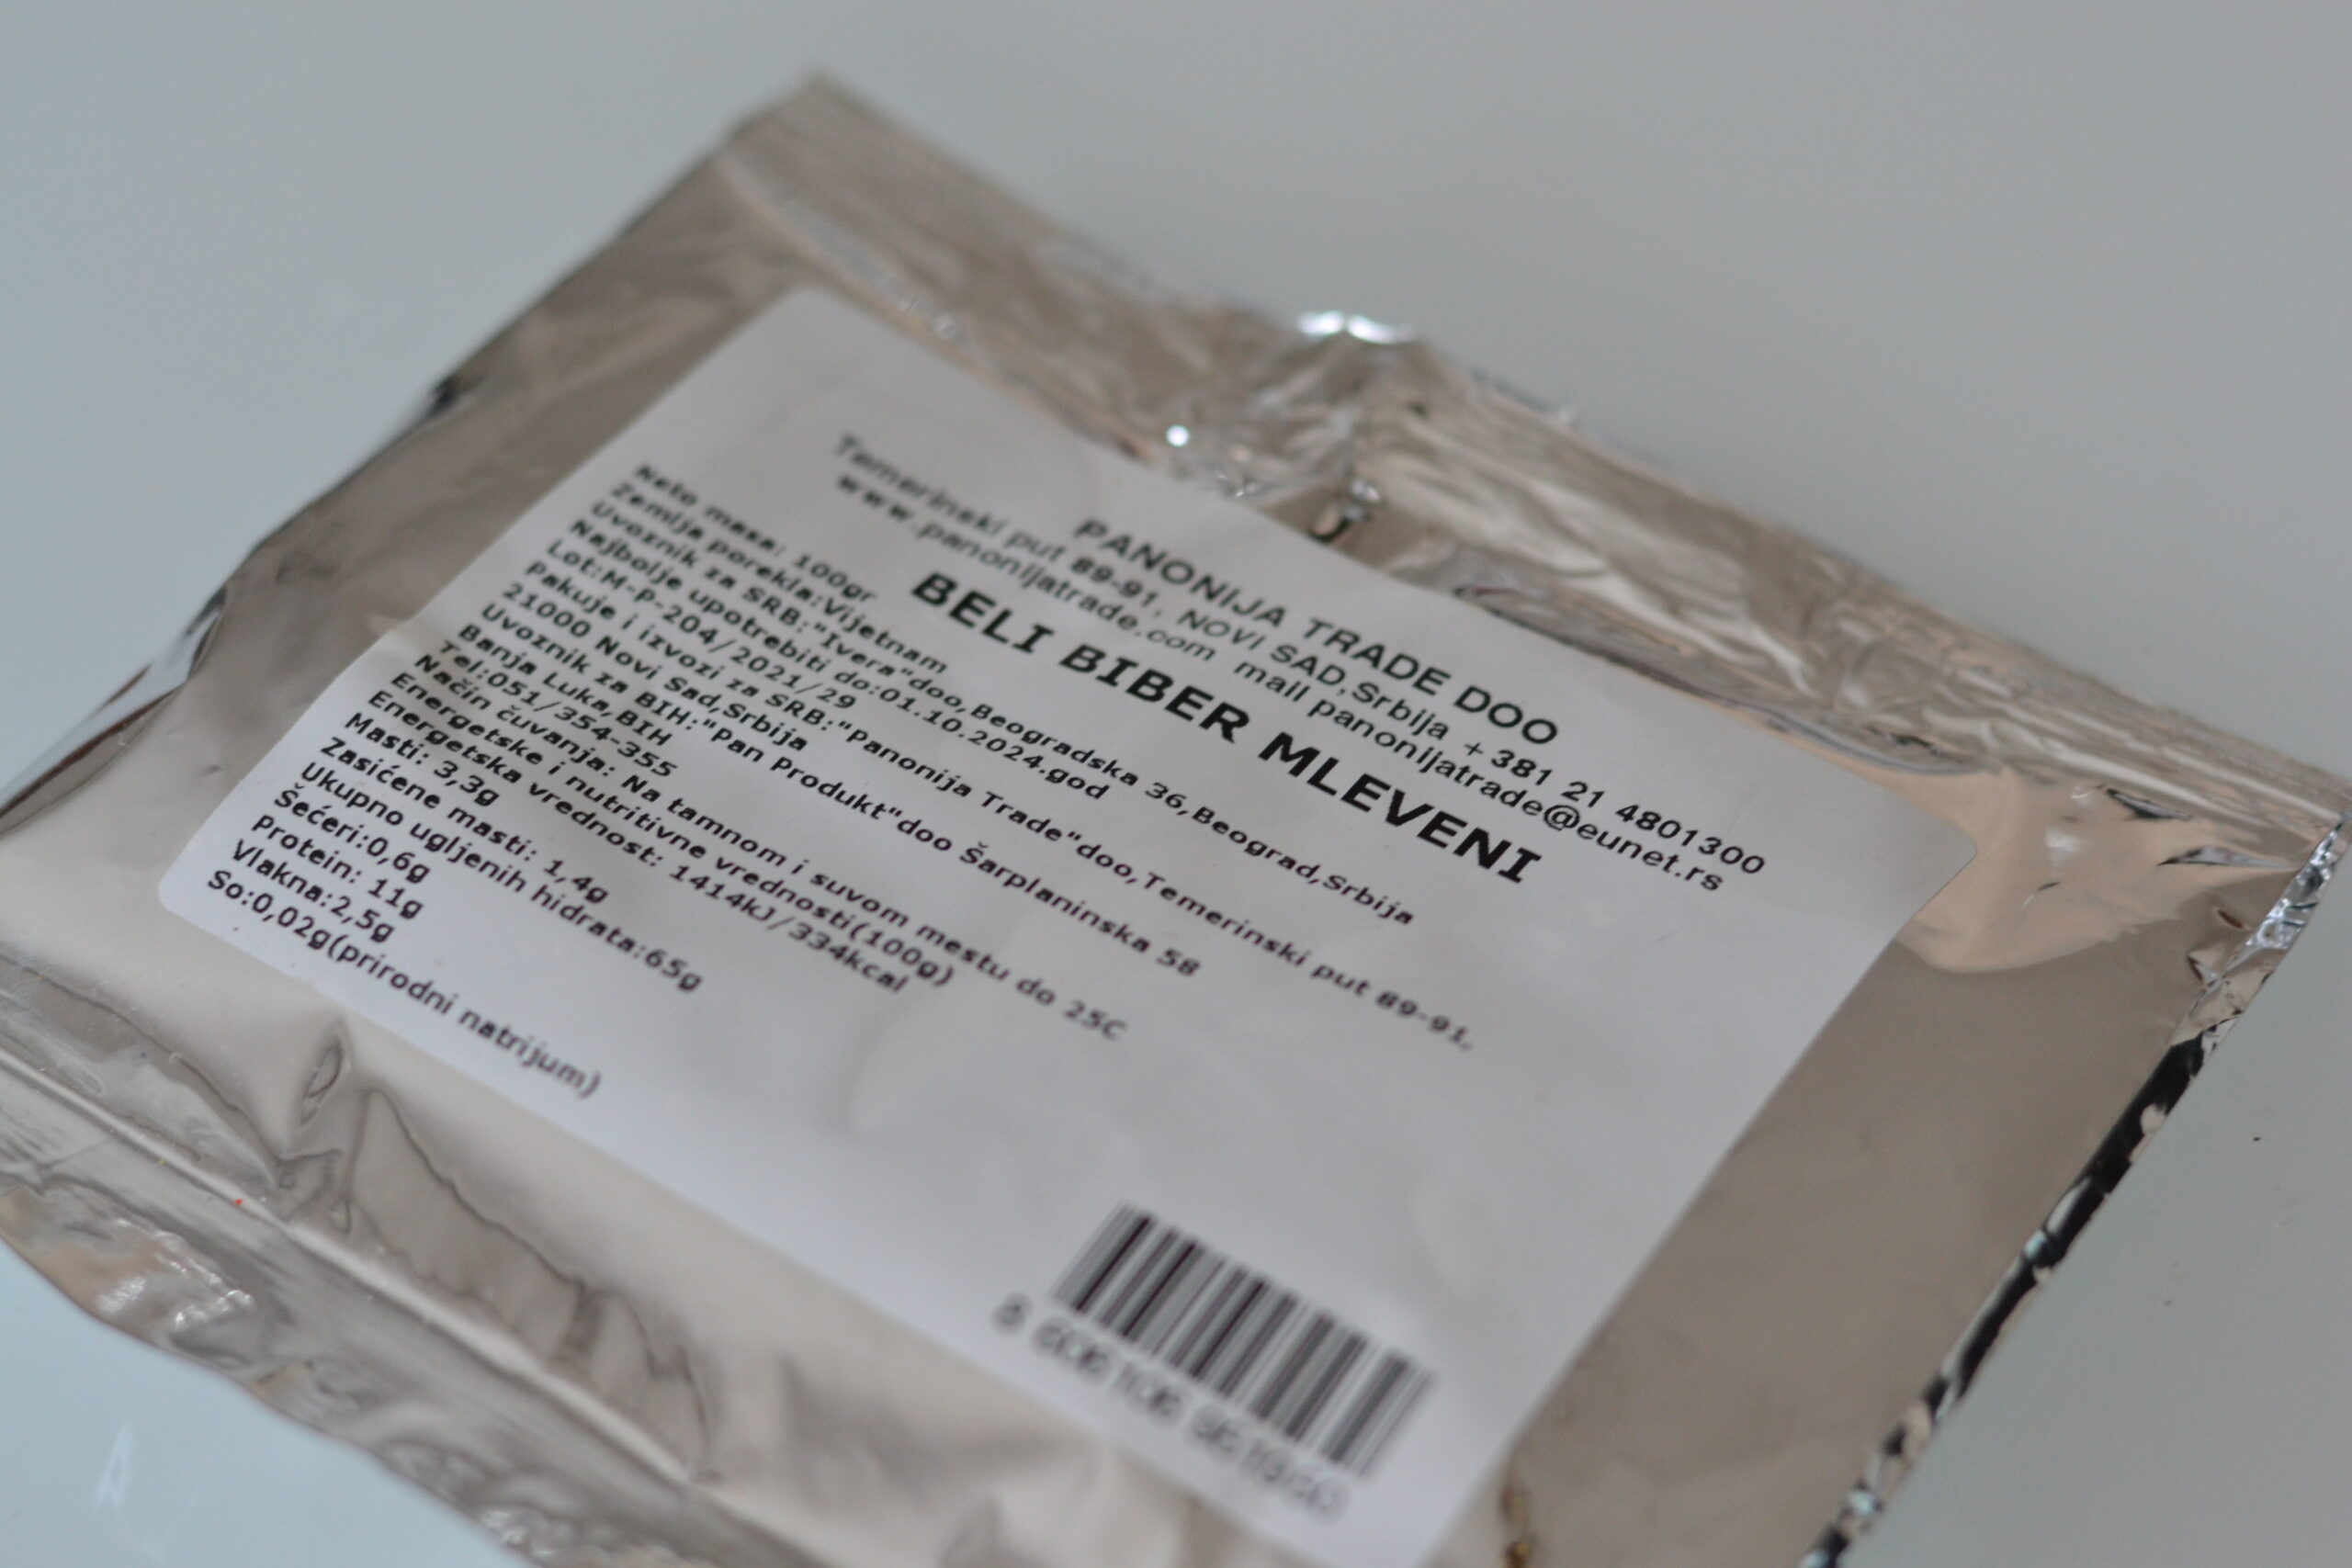 PANONIJA TRADE DOO
Temerinski put 89-91, NOVI SAD,Srbija +381 21 4801300
www.panonijatrade.com mail panonijatrade@eunet.rs
BELI BIBER MLEVENI
Neto masa: 100gr
Zemlja porekla:Vijetnam
Uvoznik za SRB:"Ivera"doo,Beogradska 36,Beograd,Srbija
Najbolje upotrebiti do:01.10.2024.god
Lot:M-P-204/2021/29
Pakuje i izvozi za SRB:"Panonija Trade"doo,Temerinski put 89-91,
21000 Novi Sad,Srbija
Uvoznik za BIH:"Pan Produkt"doo Šarplaninska 58
Banja Luka,BIH
Tel:051/354-355
Način čuvanja: Na tamnom i suvom mestu do 25C
Energetske i nutritivne vrednosti(100g)
Energetska vrednost: 1414kJ/334kcal
Masti: 3,3g
Zasićene masti: 1,4g
Ukupno ugljenih hidrata:65g
Šećeri:0,6g
Protein: 11g
Vlakna:2,5g
So:0,02g(prirodni natrijum)